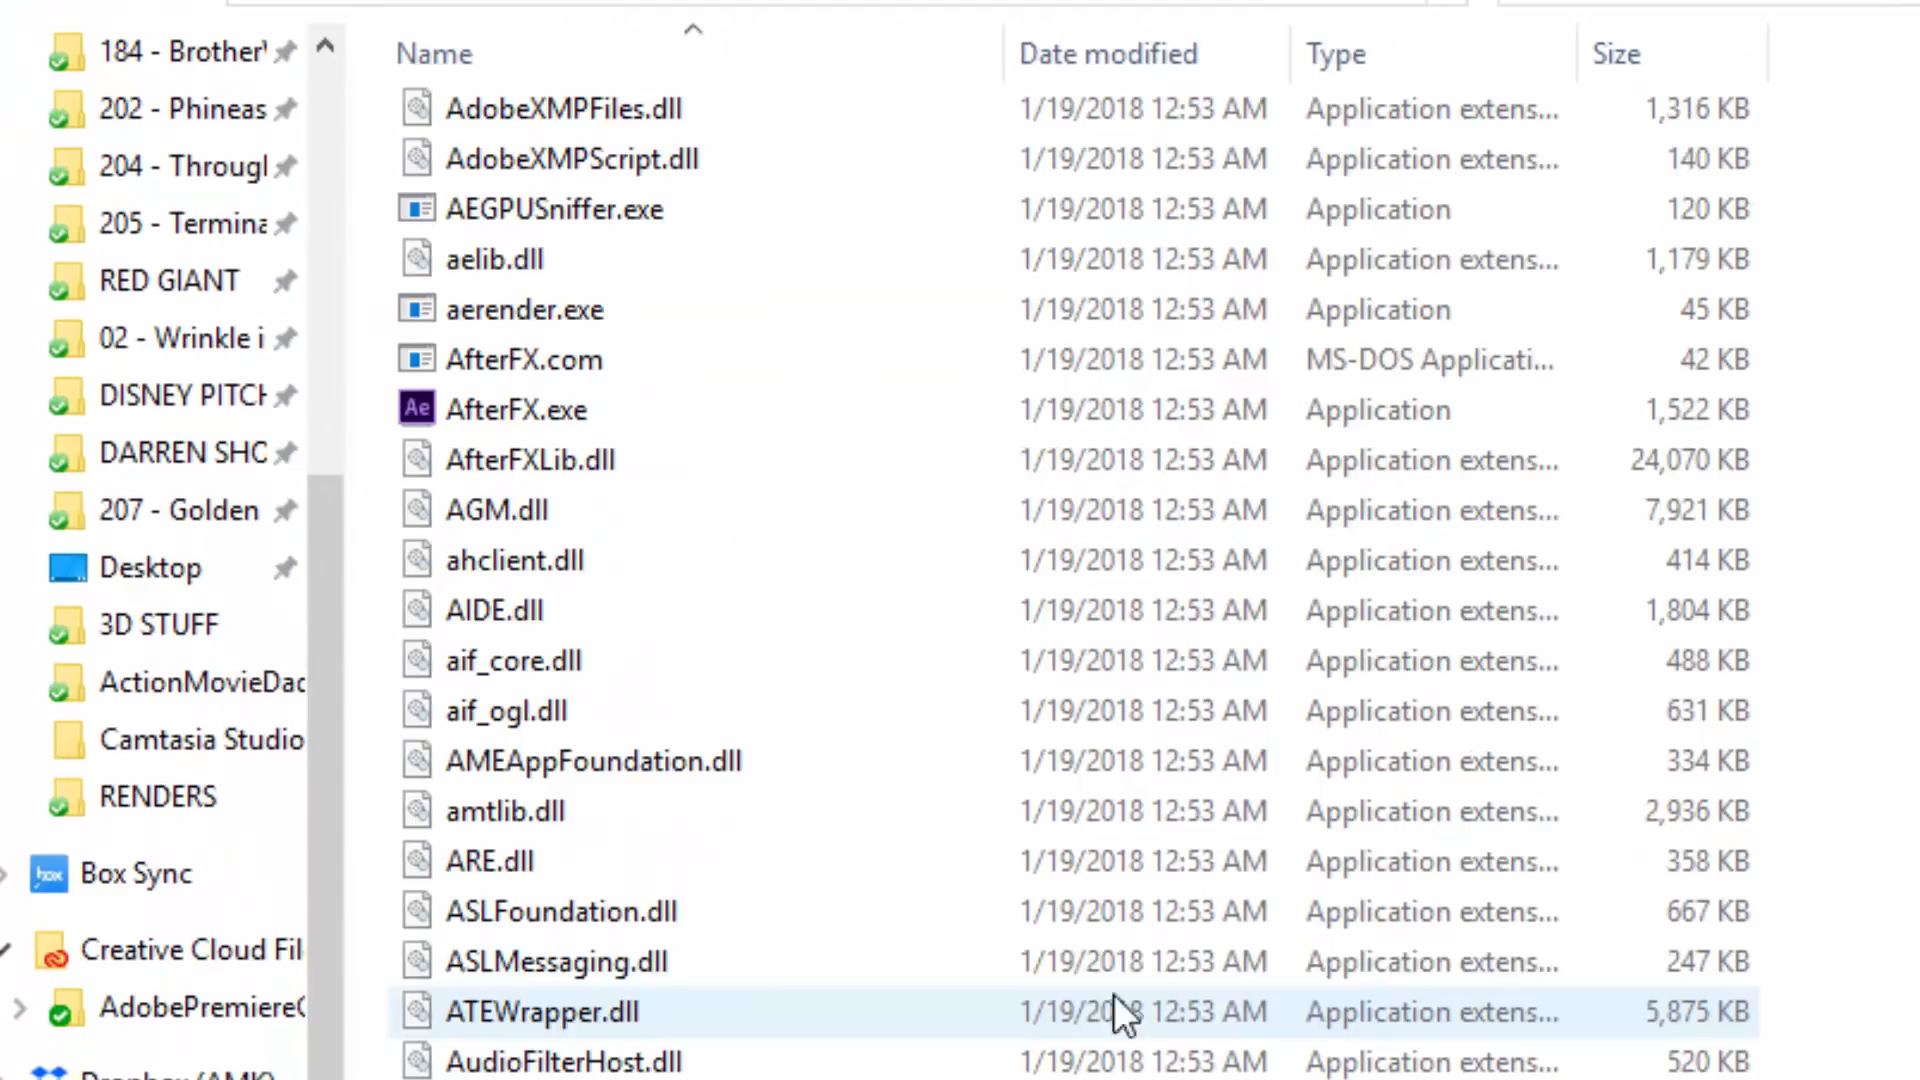 184 - Brother'
202 - Phineas
204 - Througl
205 - Termina
RED GIANT
02 - Wrinkle i
DISNEY PITCH
DARREN SHO
207 - Golden
Desktop
3D STUFF
ActionMovieDad
Camtasia Studio
RENDERS
box Box Sync
Creative Cloud Fil
AdobePremiere
Name Date modified Type Size
AdobeXMPFiles.dll 1/19/2018 12:53 AM Application extens... 1,316 KB
AdobeXMPScript.dll 1/19/2018 12:53 AM Application extens... 140 KB
AEGPUSniffer.exe 1/19/2018 12:53 AM Application 120 KB
aelib.dll 1/19/2018 12:53 AM Application extens... 1,179 KB
aerender.exe 1/19/2018 12:53 AM Application 45 KB
AfterFX.com 1/19/2018 12:53 AM MS-DOS Applicati... 42 KB
Ae AfterFX.exe 1/19/2018 12:53 AM Application 1,522 KB
AfterFXLib.dll 1/19/2018 12:53 AM Application extens... 24,070 KB
AGM.dll 1/19/2018 12:53 AM Application extens... 7,921 KB
ahclient.dll 1/19/2018 12:53 AM Application extens... 414 KB
AIDE.dll 1/19/2018 12:53 AM Application extens... 1,804 KB
aif_core.dll 1/19/2018 12:53 AM Application extens... 488 KB
aif_ogl.dll 1/19/2018 12:53 AM Application extens... 631 KB
AMEAppFoundation.dll 1/19/2018 12:53 AM Application extens... 334 KB
amtlib.dll 1/19/2018 12:53 AM Application extens... 2,936 KB
ARE.dll 1/19/2018 12:53 AM Application extens... 358 KB
ASLFoundation.dll 1/19/2018 12:53 AM Application extens... 667 KB
ASLMessaging.dll 1/19/2018 12:53 AM Application extens... 247 KB
ATEWrapper.dll 1/19/2018 12:53 AM Application extens... 5,875 KB
AudioFilterHost.dll 1/19/2018 12:53 AM Application extens... 520 KB